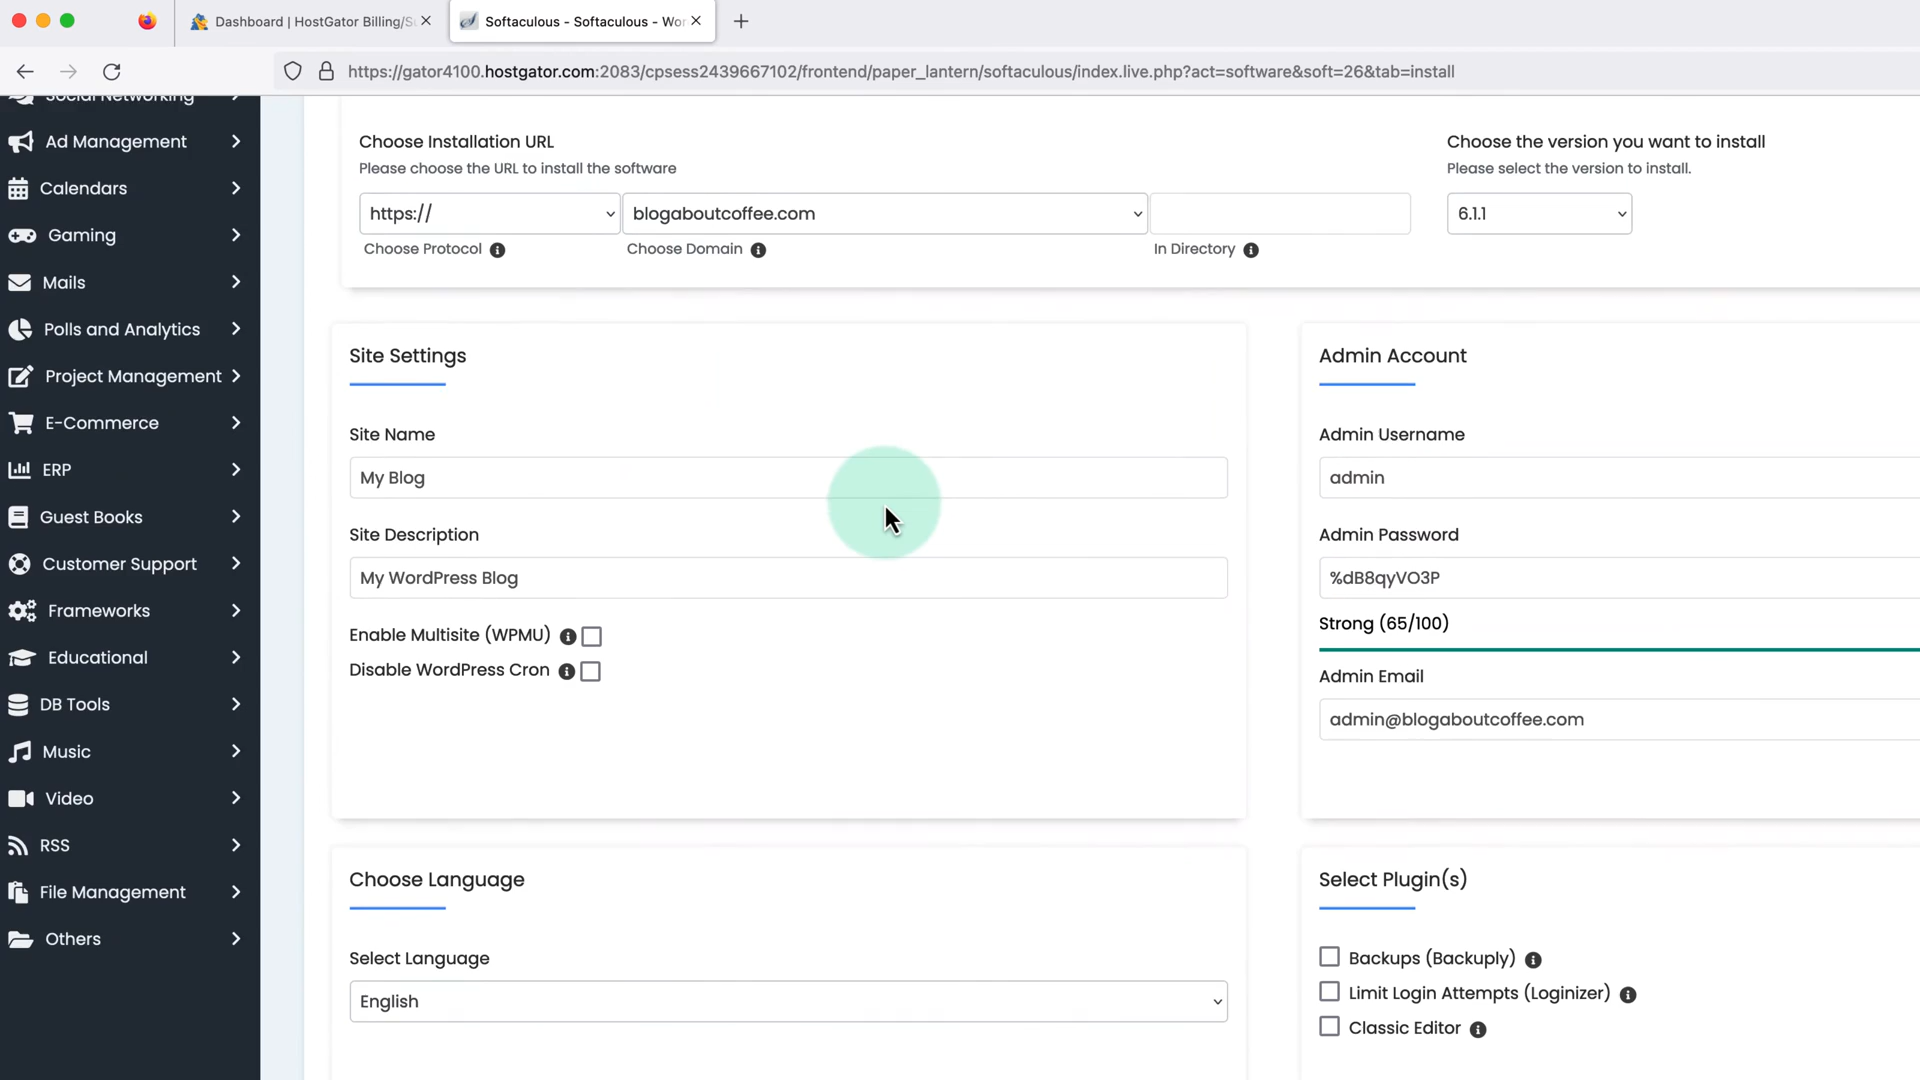 Dashboard | HostGator Billing/S
Softaculous - Softaculous - Wor
https://gator4100.hostgator.com:2083/cpsess2439667102/frontend/paper_lantern/softaculous/index.live.php?act=software&soft=26&tab=install
Social Networking
Ad Management
Calendars
Gaming
Mails
Polls and Analytics
Project Management
E-Commerce
ERP
Guest Books
Customer Support
Frameworks
Educational
DB Tools
Music
Video
RSS
File Management
Others
Choose Installation URL
Please choose the URL to install the software
https://
blogaboutcoffee.com
Choose Protocol
Choose Domain
In Directory
Choose the version you want to install
Please select the version to install.
6.1.1
Site Settings
Site Name
My Blog
Site Description
My WordPress Blog
Enable Multisite (WPMU)
Disable WordPress Cron
Admin Account
Admin Username
admin
Admin Password
%dB8qyVO3P
Strong (65/100)
Admin Email
admin@blogaboutcoffee.com
Choose Language
Select Language
English
Select Plugin(s)
Backups (Backuply)
Limit Login Attempts (Loginizer)
Classic Editor